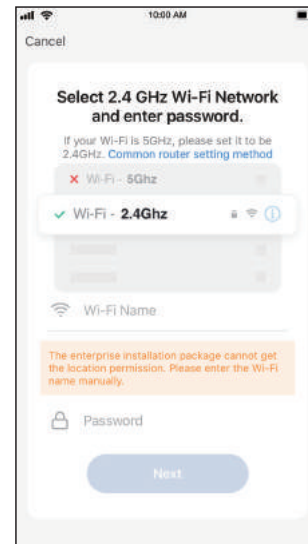 10:00 AM
Cancel
Select 2.4 GHz Wi-Fi Network
and enter password.
If your Wi-Fi is 5GHz, please set it to be
2.4GHz. Common router setting method
Wi-Fi - 5Ghz
Wi-Fi - 2.4Ghz
Wi-Fi Name
The enterprise installation package cannot get
the location permission. Please enter the Wi-Fi
name manually.
Password
Next